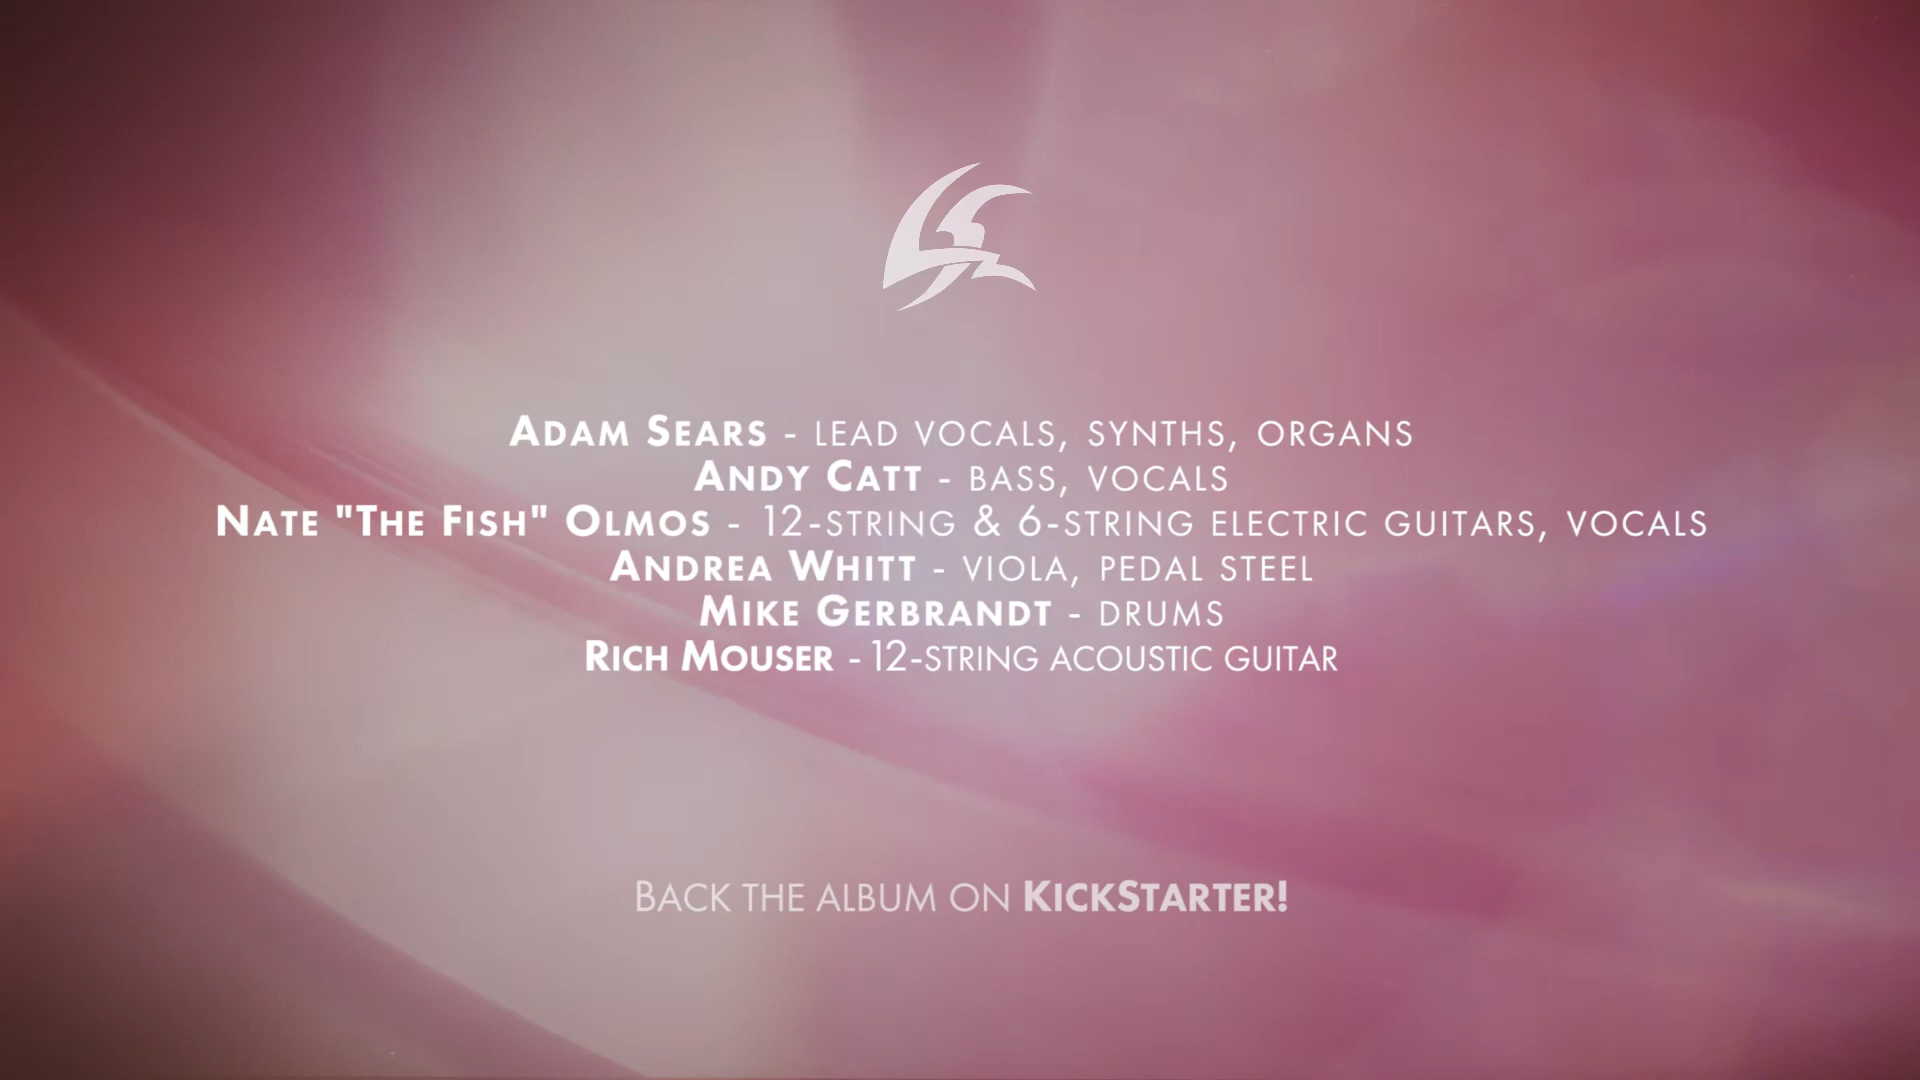 Adam Sears - lead vocals, synths, organs
Andy Catt - bass, vocals
Nate "The Fish" Olmos - 12-string & 6-string electric guitars, vocals
Andrea Whitt - viola, pedal steel
Mike Gerbrandt - drums
Rich Mouser - 12-string acoustic guitar
Back the album on KickStarter!